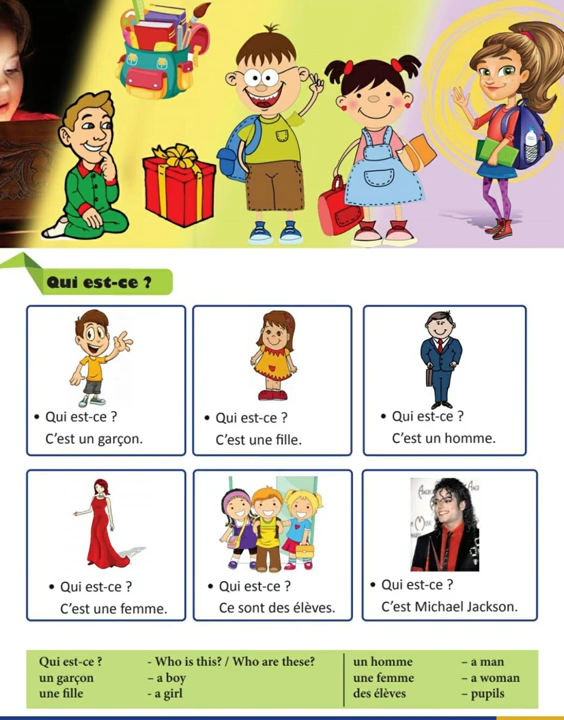 Qui est-ce ?
• Qui est-ce ?
C'est un garçon.
• Qui est-ce ?
C'est une fille.
• Qui est-ce ?
C'est un homme.
• Qui est-ce ?
C'est une femme.
• Qui est-ce ?
Ce sont des élèves.
• Qui est-ce ?
C'est Michael Jackson.
Qui est-ce ? - Who is this? / Who are these?
un garçon – a boy
une fille - a girl
un homme – a man
une femme – a woman
des élèves – pupils